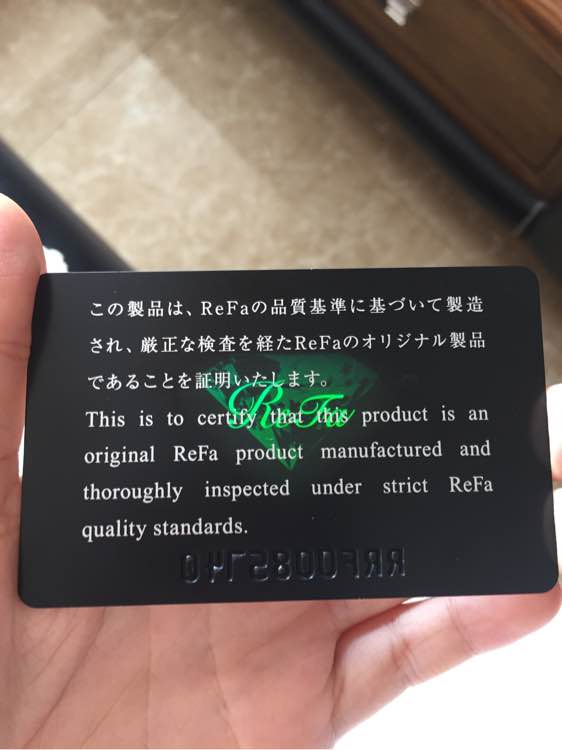 この製品は、ReFaの品質基準に基づいて製造
され、厳正な検査を経たReFaのオリジナル製品
であることを証明いたします。
ReFa
This is to certify that this product is an
original ReFa product manufactured and
thoroughly inspected under strict ReFa
quality standards.
RRF0085740